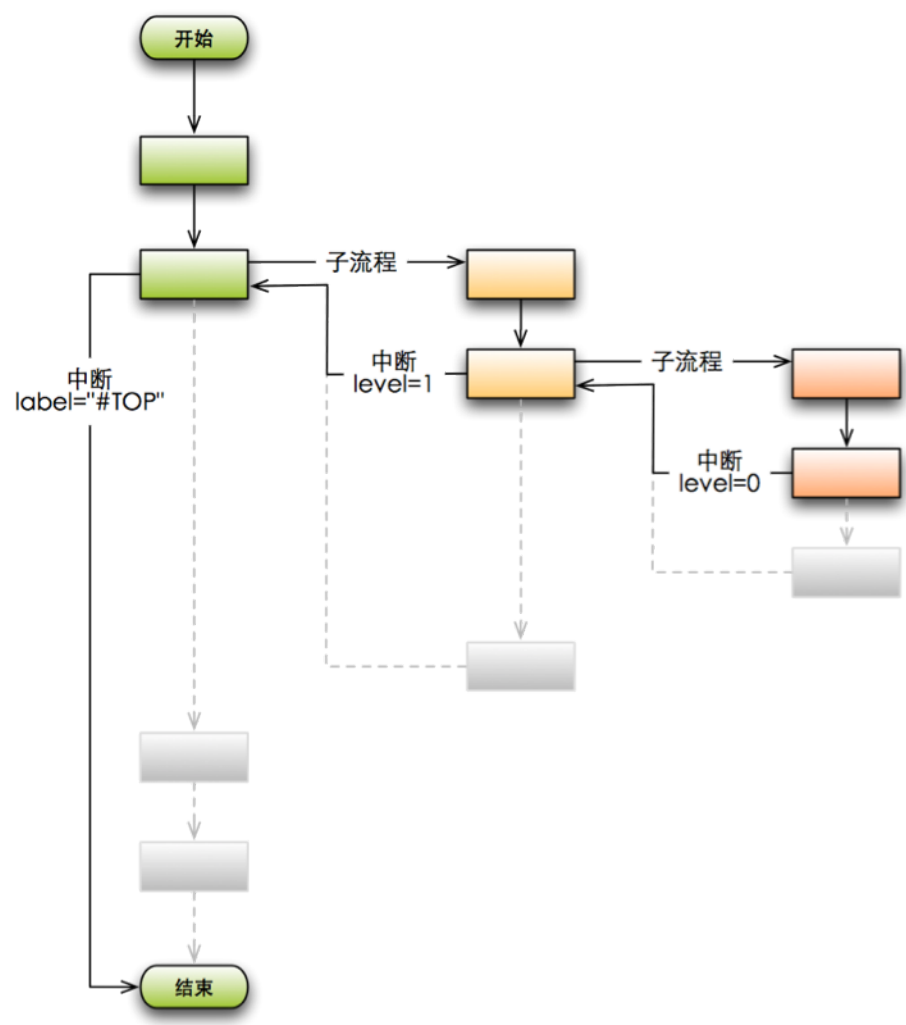 开始
子流程
中断
level=1
子流程
中断
label="#TOP"
中断
level=0
结束